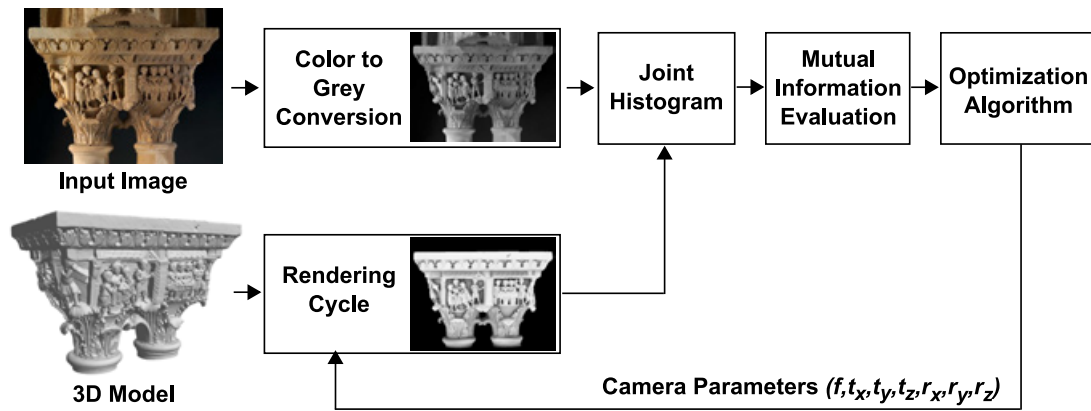 Color to
Grey
Conversion
Joint
Histogram
Mutual
Information
Evaluation
Optimization
Algorithm
Input Image
Rendering
Cycle
3D Model
Camera Parameters (f,tx,ty,tz,rx,ry,rz)